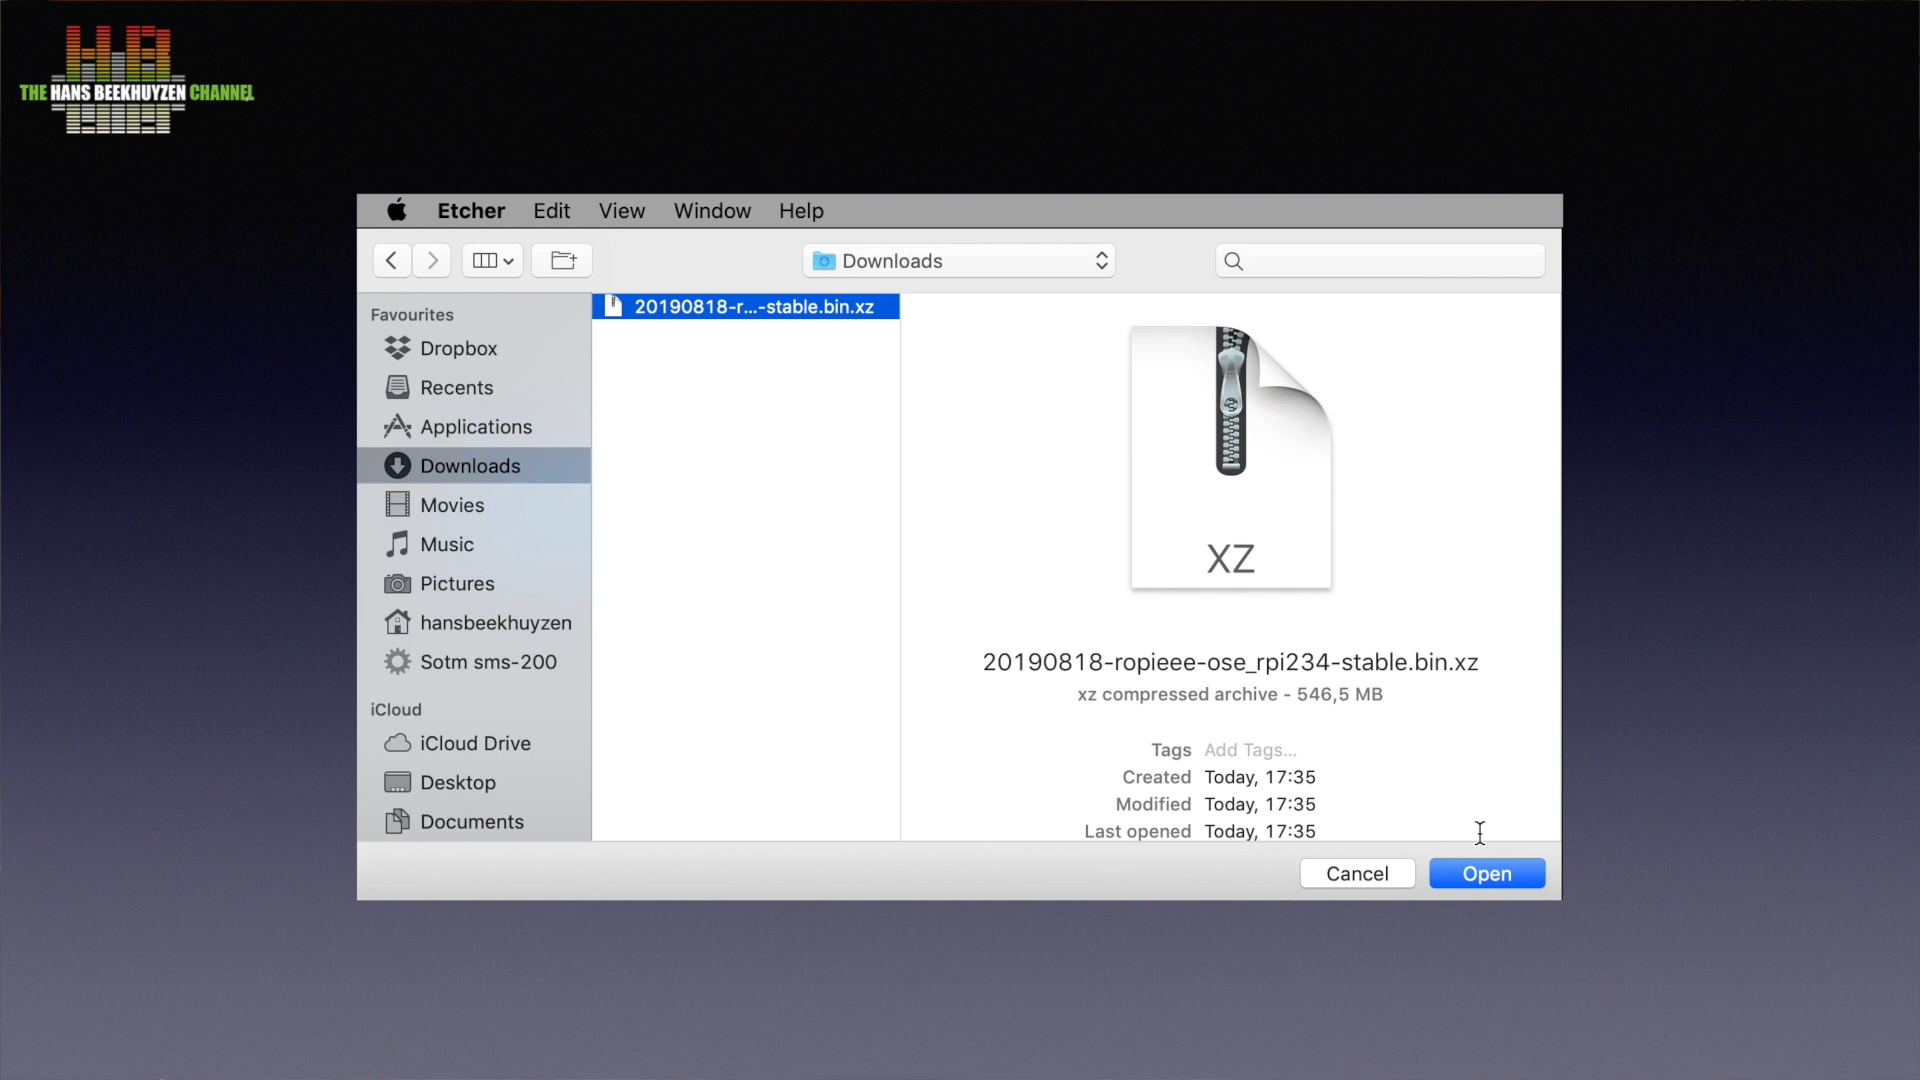 THE HANS BEEKHUYZEN CHANNEL
Etcher Edit View Window Help
Downloads
Favourites
20190818-r...-stable.bin.xz
Dropbox
Recents
Applications
Downloads
Movies
Music
XZ
Pictures
hansbeekhuyzen
Sotm sms-200
20190818-ropieee-ose_rpi234-stable.bin.xz
xz compressed archive - 546,5 MB
iCloud
iCloud Drive
Desktop
Documents
Tags Add Tags...
Created Today, 17:35
Modified Today, 17:35
Last opened Today, 17:35
Cancel Open